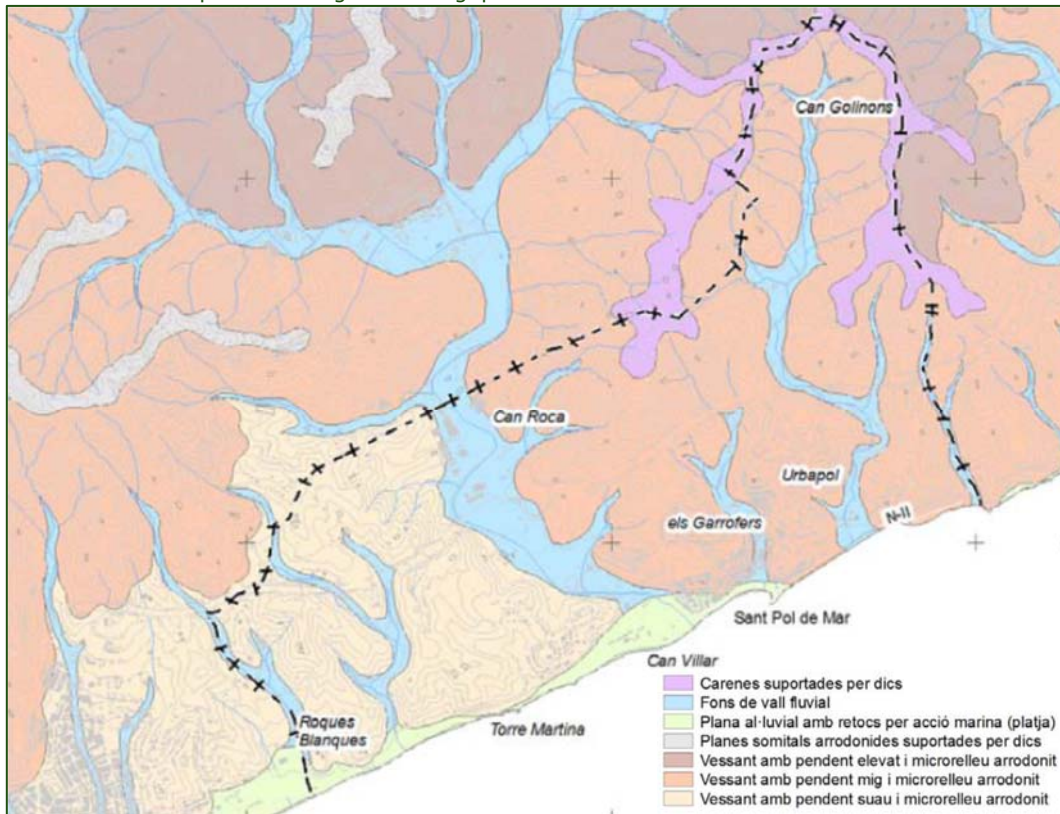 Can Golinons
Can Roca
Urbapol
els Garrofers
N-II
Sant Pol de Mar
Can Villar
Roques
Blanques
Torre Martina
Carenes suportades per dics
Fons de vall fluvial
Plana al·luvial amb retocs per acció marina (platja)
Planes somitals arrodonides suportades per dics
Vessant amb pendent elevat i microrelleu arrodonit
Vessant amb pendent mig i microrelleu arrodonit
Vessant amb pendent suau i microrelleu arrodonit